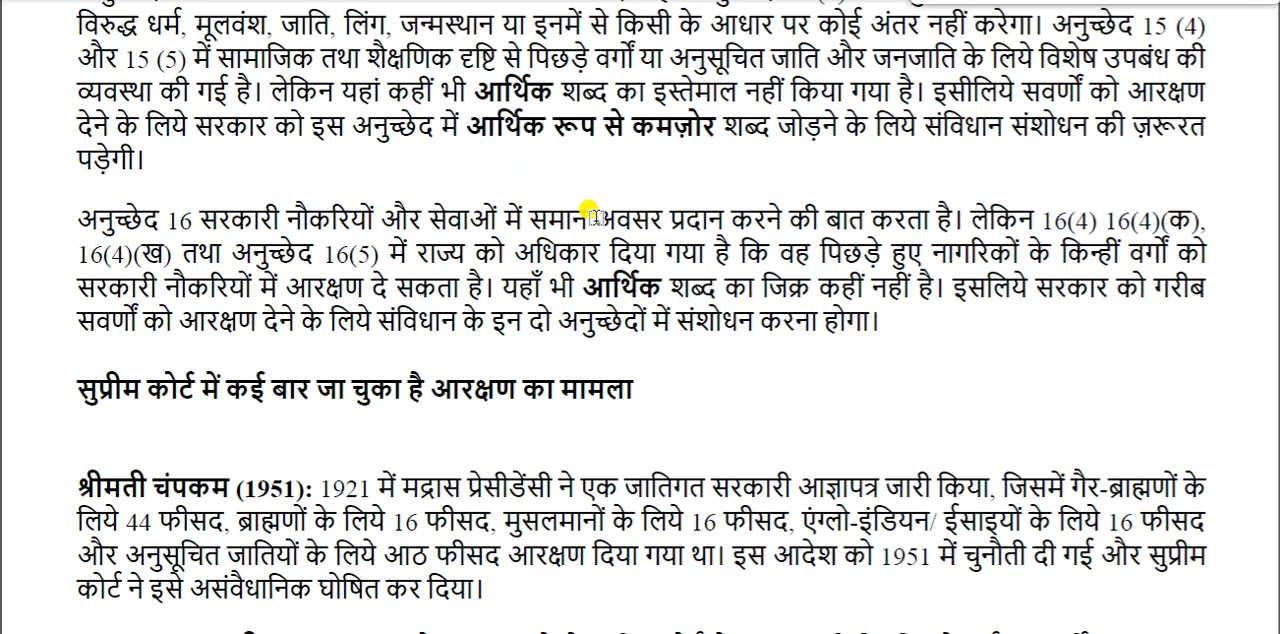 विरुद्ध धर्म, मूलवंश, जाति, लिंग, जन्मस्थान या इनमें से किसी के आधार पर कोई अंतर नहीं करेगा। अनुच्छेद 15 (4)
और 15 (5) में सामाजिक तथा शैक्षणिक दृष्टि से पिछड़े वर्गों या अनुसूचित जाति और जनजाति के लिये विशेष उपबंध की
व्यवस्था की गई है। लेकिन यहां कहीं भी आर्थिक शब्द का इस्तेमाल नहीं किया गया है। इसीलिये सवर्णों को आरक्षण
देने के लिये सरकार को इस अनुच्छेद में आर्थिक रूप से कमज़ोर शब्द जोड़ने के लिये संविधान संशोधन की ज़रूरत
पड़ेगी।
अनुच्छेद 16 सरकारी नौकरियों और सेवाओं में समान अवसर प्रदान करने की बात करता है। लेकिन 16(4) 16(4)(क),
16(4)(ख) तथा अनुच्छेद 16(5) में राज्य को अधिकार दिया गया है कि वह पिछड़े हुए नागरिकों के किन्हीं वर्गों को
सरकारी नौकरियों में आरक्षण दे सकता है। यहाँ भी आर्थिक शब्द का जिक्र कहीं नहीं है। इसलिये सरकार को गरीब
सवर्णों को आरक्षण देने के लिये संविधान के इन दो अनुच्छेदों में संशोधन करना होगा।
सुप्रीम कोर्ट में कई बार जा चुका है आरक्षण का मामला
श्रीमती चंपकम (1951): 1921 में मद्रास प्रेसीडेंसी ने एक जातिगत सरकारी आज्ञापत्र जारी किया, जिसमें गैर-ब्राह्मणों के
लिये 44 फीसद, ब्राह्मणों के लिये 16 फीसद, मुसलमानों के लिये 16 फीसद, एंग्लो-इंडियन/ ईसाइयों के लिये 16 फीसद
और अनुसूचित जातियों के लिये आठ फीसद आरक्षण दिया गया था। इस आदेश को 1951 में चुनौती दी गई और सुप्रीम
कोर्ट ने इसे असंवैधानिक घोषित कर दिया।